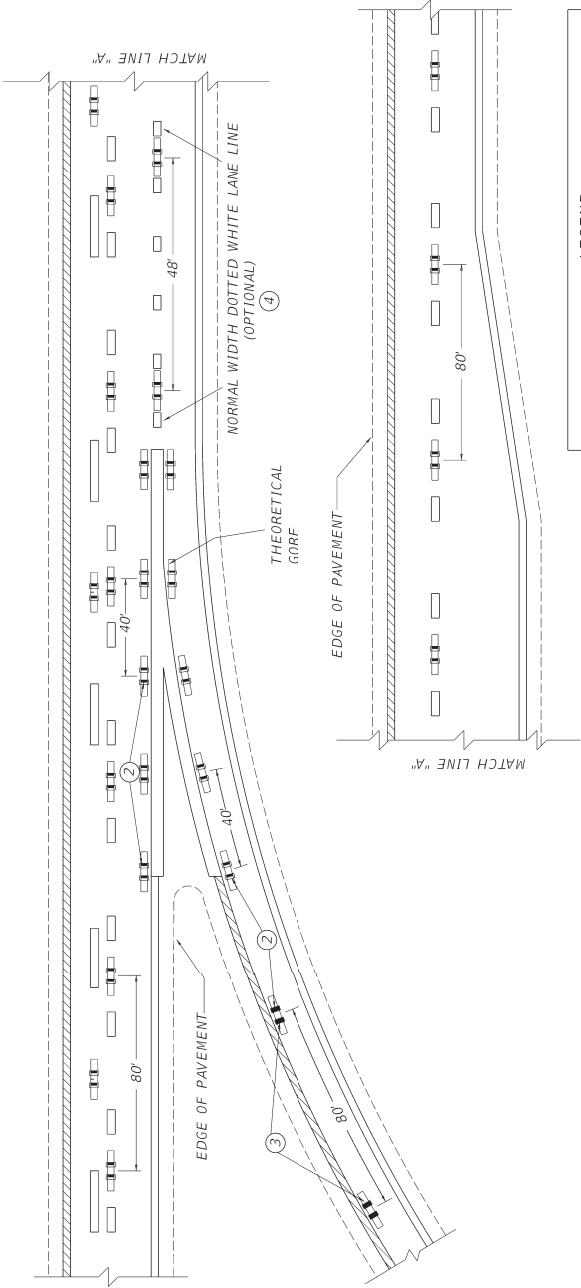 MATCH LINE "A"
48'
NORMAL WIDTH DOTTED WHITE LANE LINE
(OPTIONAL)
4
THEORETICAL
GORE
40'
2
40'
2
EDGE OF PAVEMENT
80'
3
80'
EDGE OF PAVEMENT
80'
MATCH LINE "A"